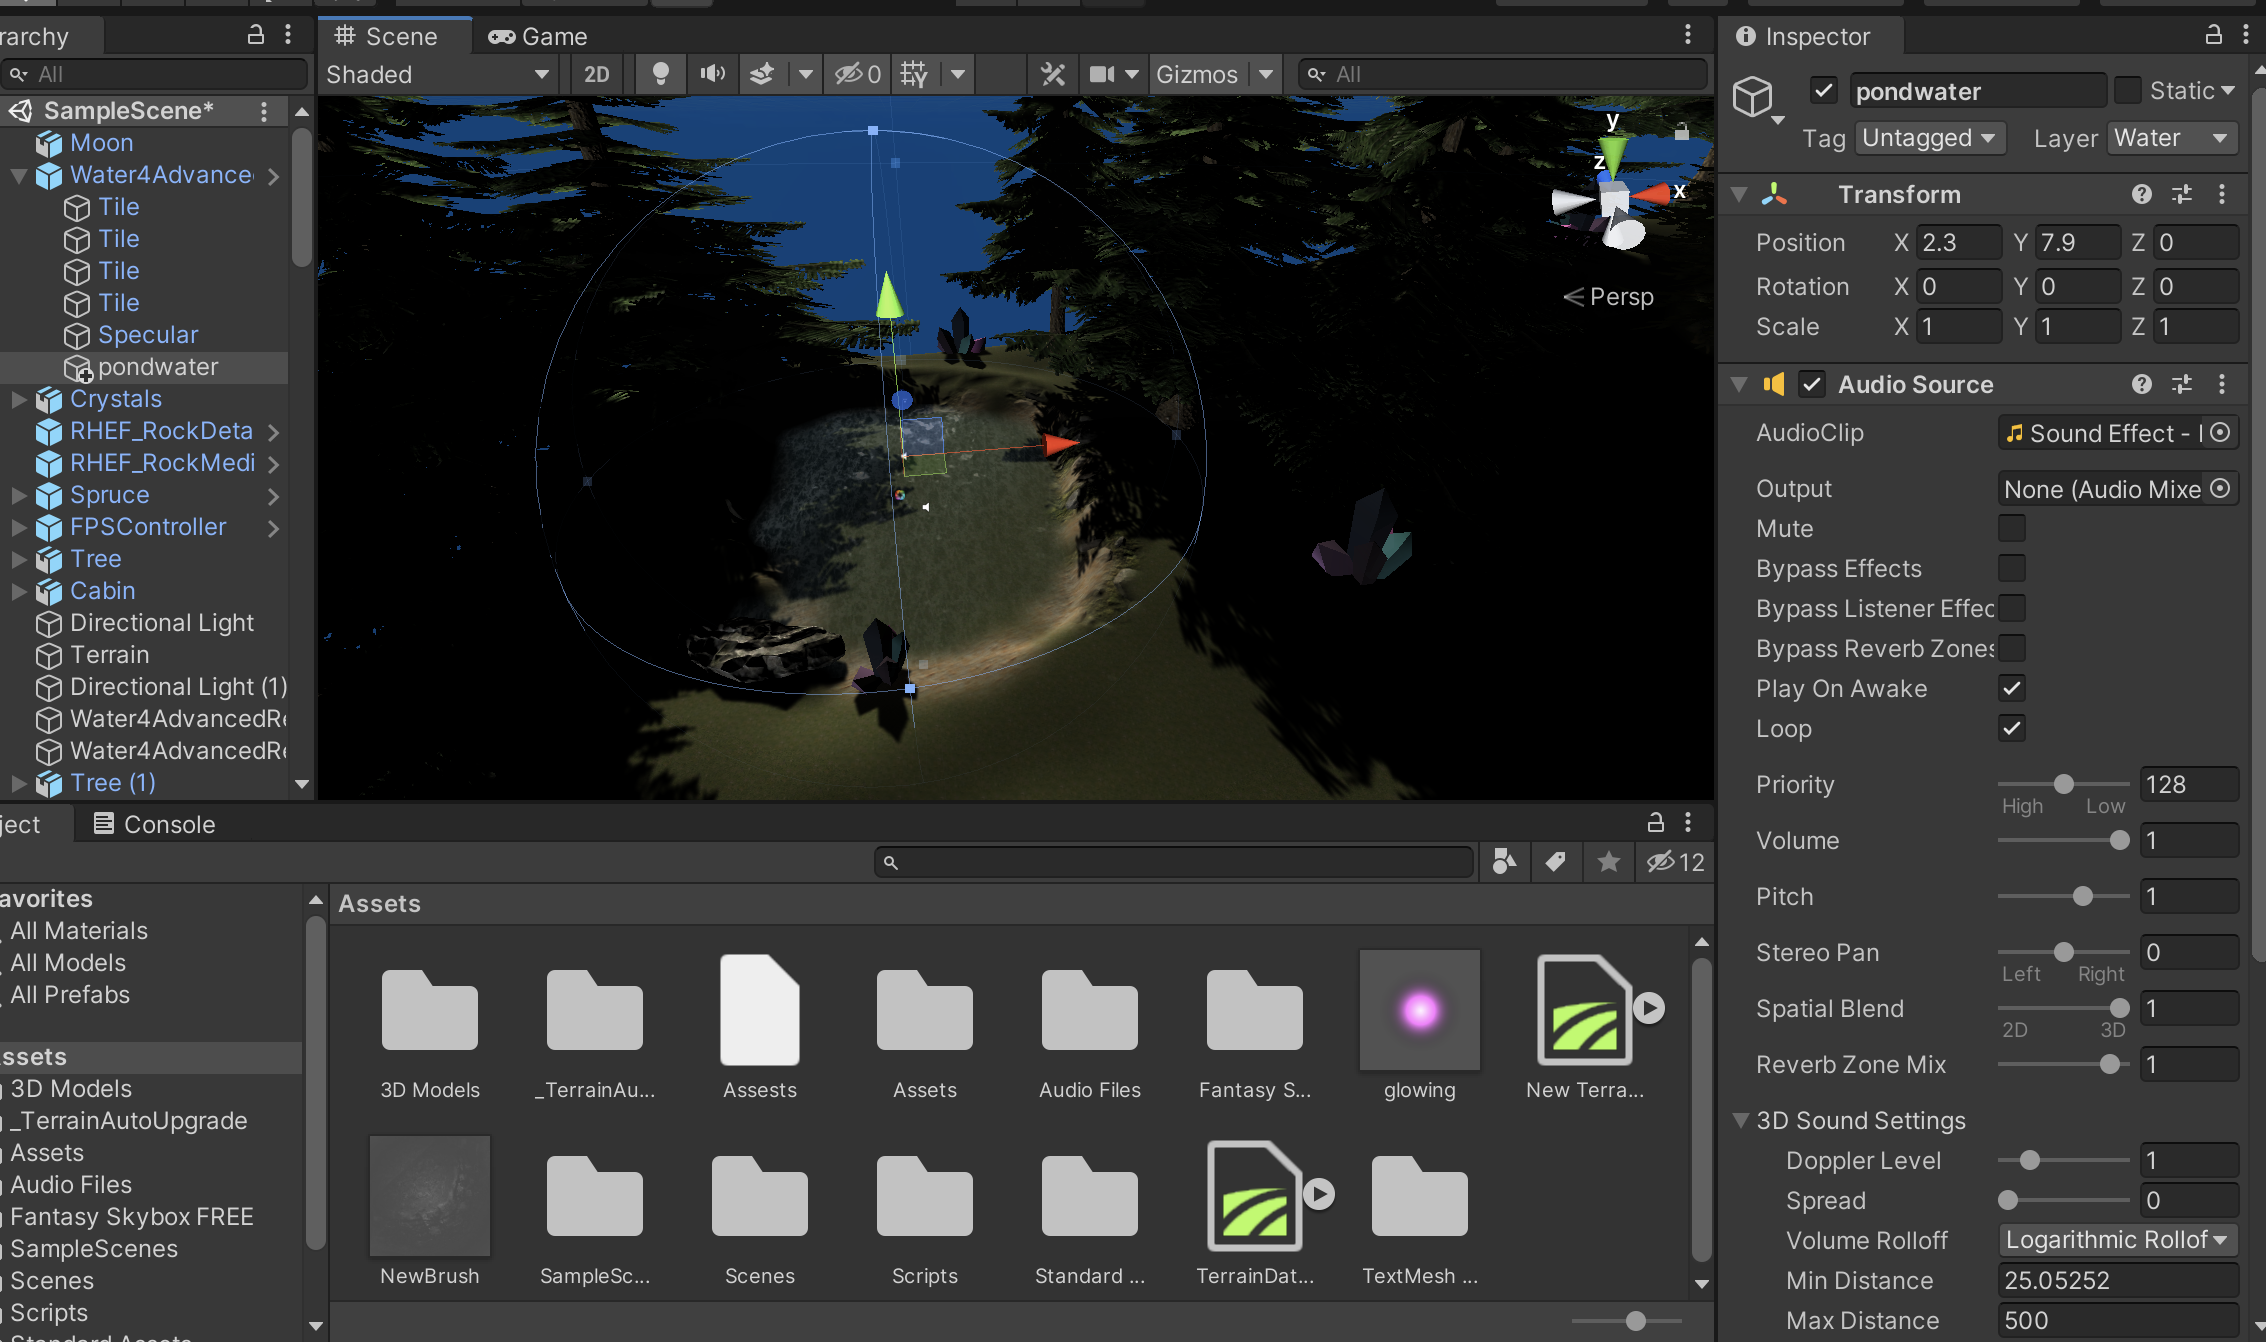 rarchy
All
SampleScene*
Moon
Water4Advance
Tile
Tile
Tile
Tile
Specular
pondwater
Crystals
RHEF_RockDeta
RHEF_RockMedi
Spruce
FPSController
Tree
Cabin
Directional Light
Terrain
Directional Light (1)
Water4AdvancedRe
Water4AdvancedRe
Tree (1)
Scene
Game
Shaded
2D
0
Gizmos
All
y
z
x
Persp
Inspector
pondwater
Static
Tag Untagged
Layer Water
Transform
Position X 2.3 Y 7.9 Z 0
Rotation X 0 Y 0 Z 0
Scale X 1 Y 1 Z 1
Audio Source
AudioClip Sound Effect -
Output None (Audio Mixe
Mute
Bypass Effects
Bypass Listener Effec
Bypass Reverb Zones
Play On Awake
Loop
Priority 128
High Low
Volume 1
Pitch 1
Stereo Pan 0
Left Right
Spatial Blend 1
2D 3D
Reverb Zone Mix 1
3D Sound Settings
Doppler Level 1
Spread 0
Volume Rolloff Logarithmic Rollof
Min Distance 25.05252
Max Distance 500
ject
Console
12
avorites
All Materials
All Models
All Prefabs
ssets
3D Models
_TerrainAutoUpgrade
Assets
Audio Files
Fantasy Skybox FREE
SampleScenes
Scenes
Scripts
Standard Assets
Assets
3D Models
_TerrainAu...
Assests
Assets
Audio Files
Fantasy S...
glowing
New Terra...
NewBrush
SampleSc...
Scenes
Scripts
Standard ...
TerrainDat...
TextMesh ...